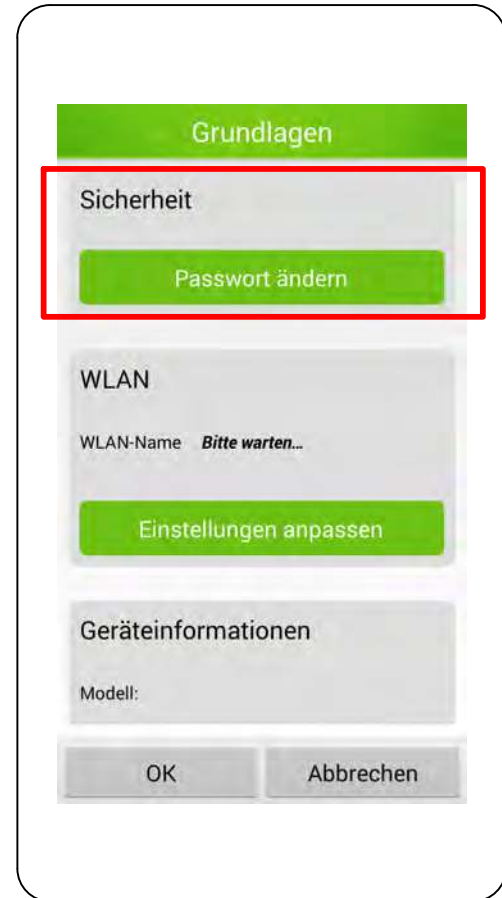 Grundlagen
Sicherheit
Passwort ändern
WLAN
WLAN-Name Bitte warten...
Einstellungen anpassen
Geräteinformationen
Modell:
OK Abbrechen